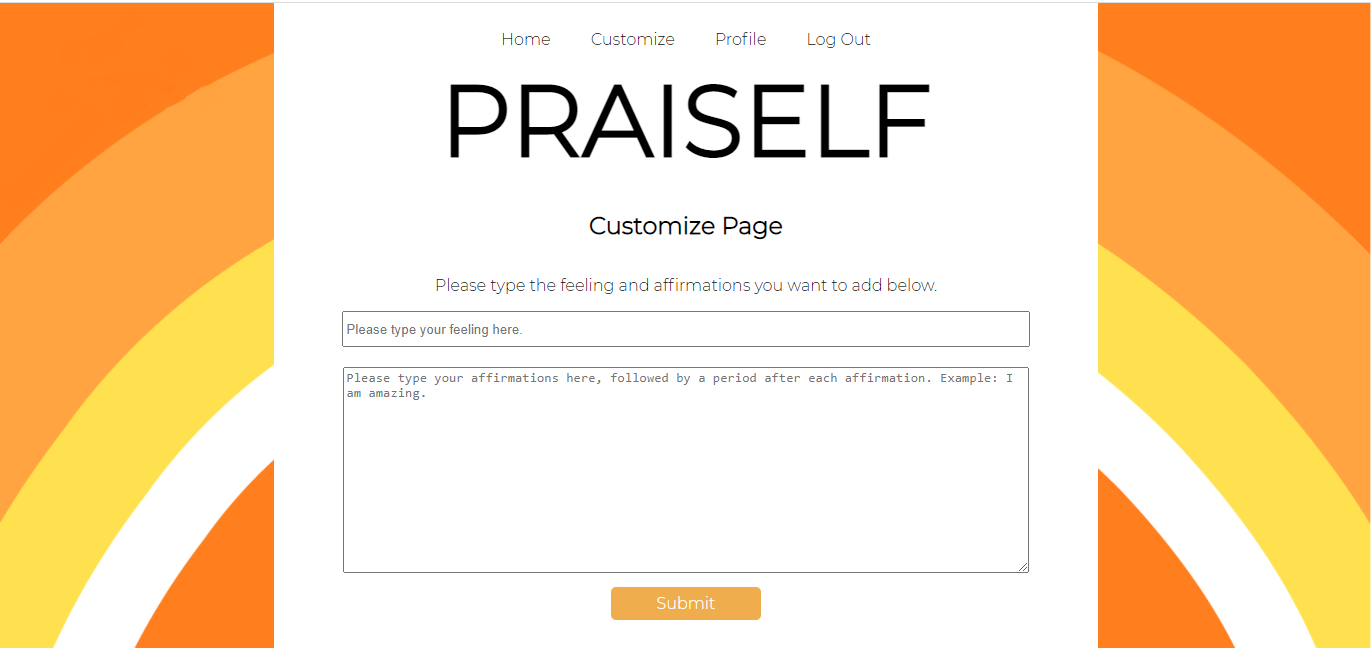 Home Customize Profile Log Out
PRAISELF
Customize Page
Please type the feeling and affirmations you want to add below.
Please type your feeling here.
Please type your affirmations here, followed by a period after each affirmation. Example: I
am amazing.
Submit